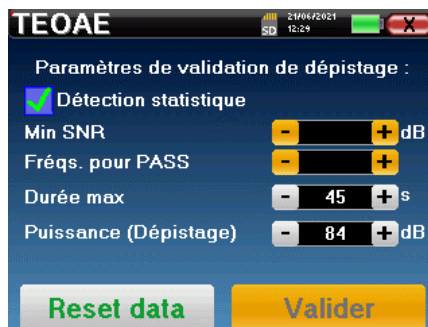 TEOAE SD 21/06/2021 12:29 X
Paramètres de validation de dépistage :
Détection statistique
Min SNR - + dB
Fréqs. pour PASS - +
Durée max - 45 + s
Puissance (Dépistage) - 84 + dB
Reset data Valider